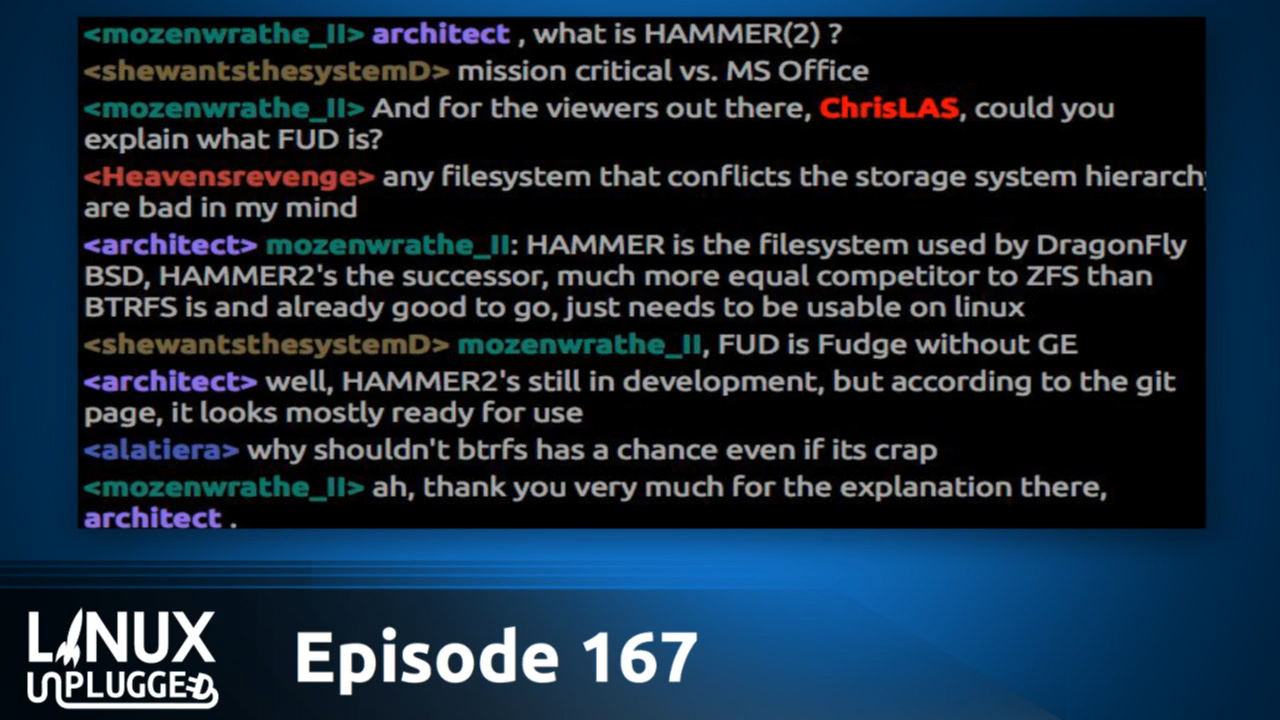 <mozenwrathe_II> architect , what is HAMMER(2) ?
<shewantsthesystemD> mission critical vs. MS Office
<mozenwrathe_II> And for the viewers out there, ChrisLAS, could you
explain what FUD is?
<Heavensrevenge> any filesystem that conflicts the storage system hierarchy
are bad in my mind
<architect> mozenwrathe_II: HAMMER is the filesystem used by DragonFly
BSD, HAMMER2's the successor, much more equal competitor to ZFS than
BTRFS is and already good to go, just needs to be usable on linux
<shewantsthesystemD> mozenwrathe_II, FUD is Fudge without GE
<architect> well, HAMMER2's still in development, but according to the git
page, it looks mostly ready for use
<alatiera> why shouldn't btrfs has a chance even if its crap
<mozenwrathe_II> ah, thank you very much for the explanation there,
architect .
LINUX
UNPLUGGED
Episode 167